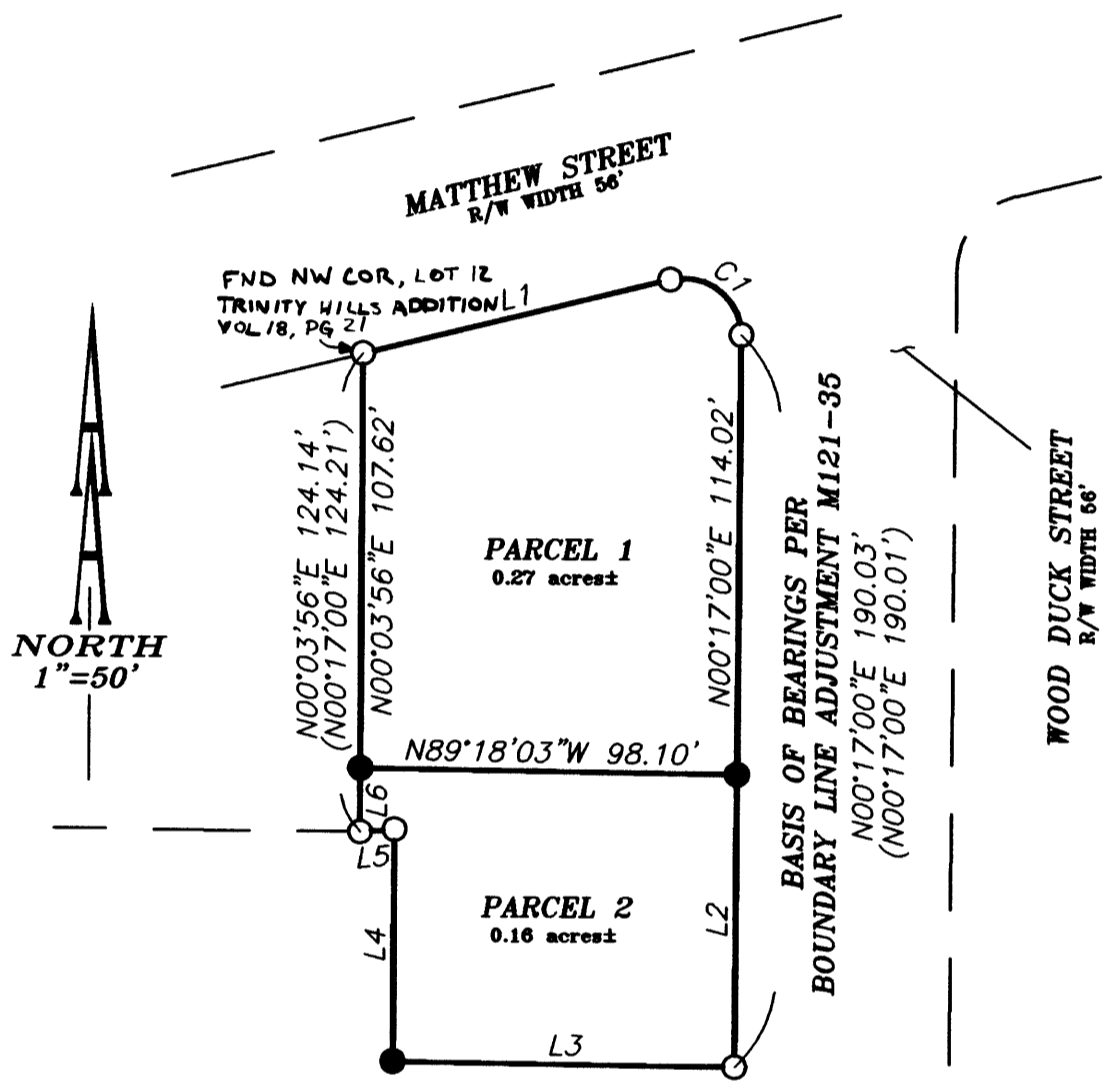 MATTHEW STREET
R/W WIDTH 56'
FND NW COR, LOT 12
TRINITY HILLS ADDITION
VOL 18, PG 21
L1
C1
N00°03'56"E 124.14'
(N00°17'00"E 124.21')
N00°03'56"E 107.62'
PARCEL 1
0.27 acres±
N00°17'00"E 114.02'
BASIS OF BEARINGS PER
BOUNDARY LINE ADJUSTMENT M121-35
N00°17'00"E 190.03'
(N00°17'00"E 190.01')
WOOD DUCK STREET
R/W WIDTH 56'
NORTH
1"=50'
N89°18'03"W 98.10'
L6
L5
L4
PARCEL 2
0.16 acres±
L2
L3